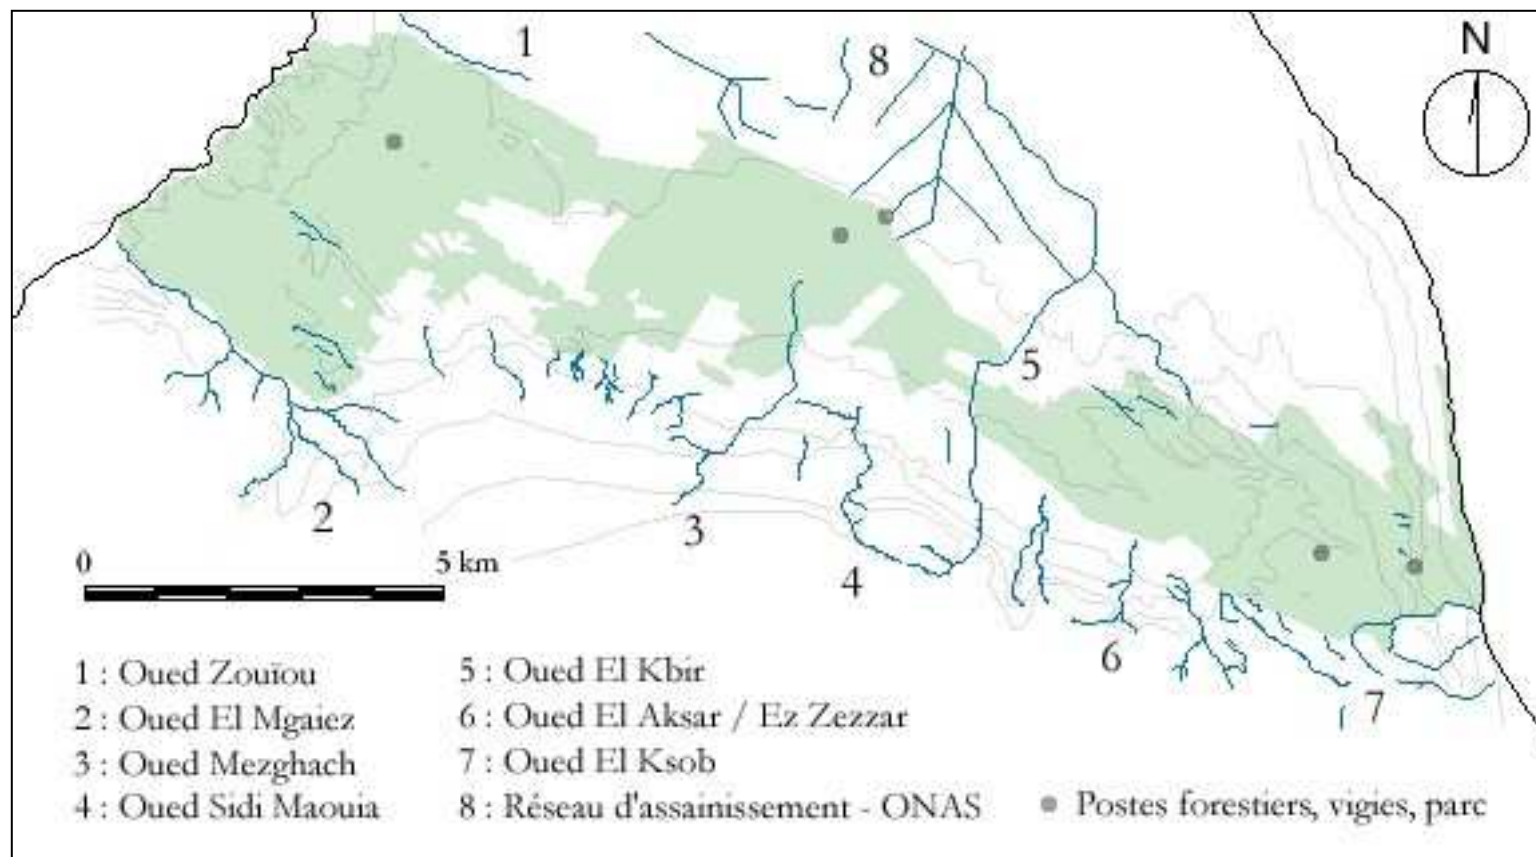 1
8
N
5
2
3
4
6
7
0 5 km
1 : Oued Zouïou
2 : Oued El Mgaiez
3 : Oued Mezghach
4 : Oued Sidi Maouia
5 : Oued El Kbir
6 : Oued El Aksar / Ez Zezzar
7 : Oued El Ksob
8 : Réseau d'assainissement - ONAS
Postes forestiers, vigies, parc